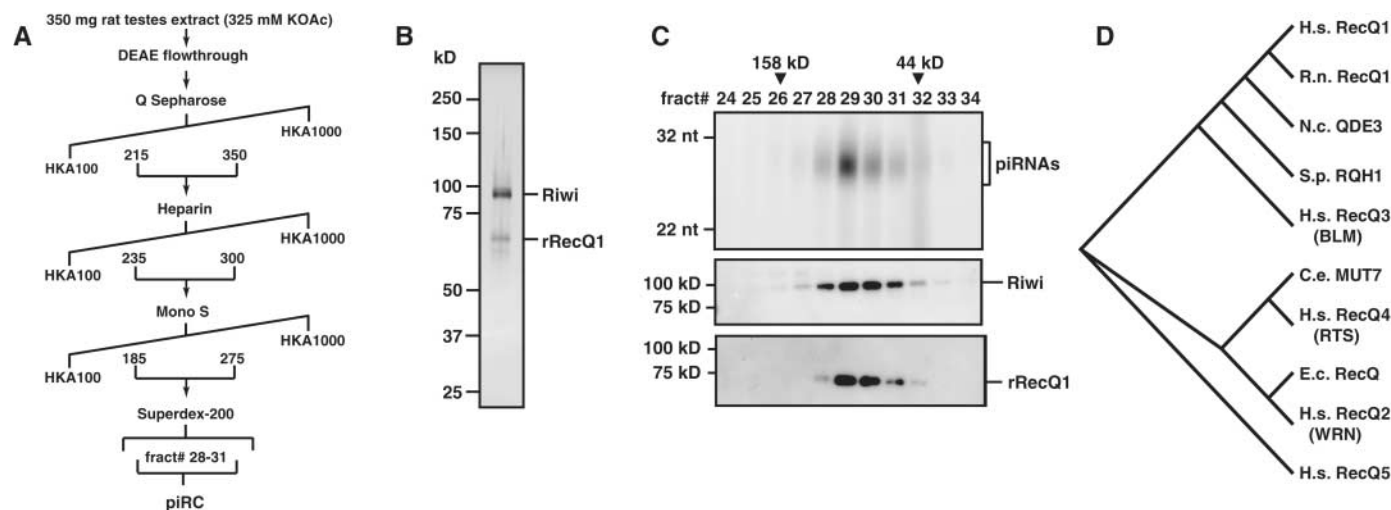 A
350 mg rat testes extract (325 mM KOAc)
DEAE flowthrough
Q Sepharose
HKA1000
HKA100
215 350
Heparin
HKA1000
HKA100
235 300
Mono S
HKA1000
HKA100
185 275
Superdex-200
fract# 28-31
piRC
B
kD
250
150
100
75
50
37
25
Riwi
rRecQ1
C
158 kD 44 kD
fract# 24 25 26 27 28 29 30 31 32 33 34
32 nt
22 nt
piRNAs
100 kD
75 kD
Riwi
100 kD
75 kD
rRecQ1
D
H.s. RecQ1
R.n. RecQ1
N.c. QDE3
S.p. RQH1
H.s. RecQ3
(BLM)
C.e. MUT7
H.s. RecQ4
(RTS)
E.c. RecQ
H.s. RecQ2
(WRN)
H.s. RecQ5